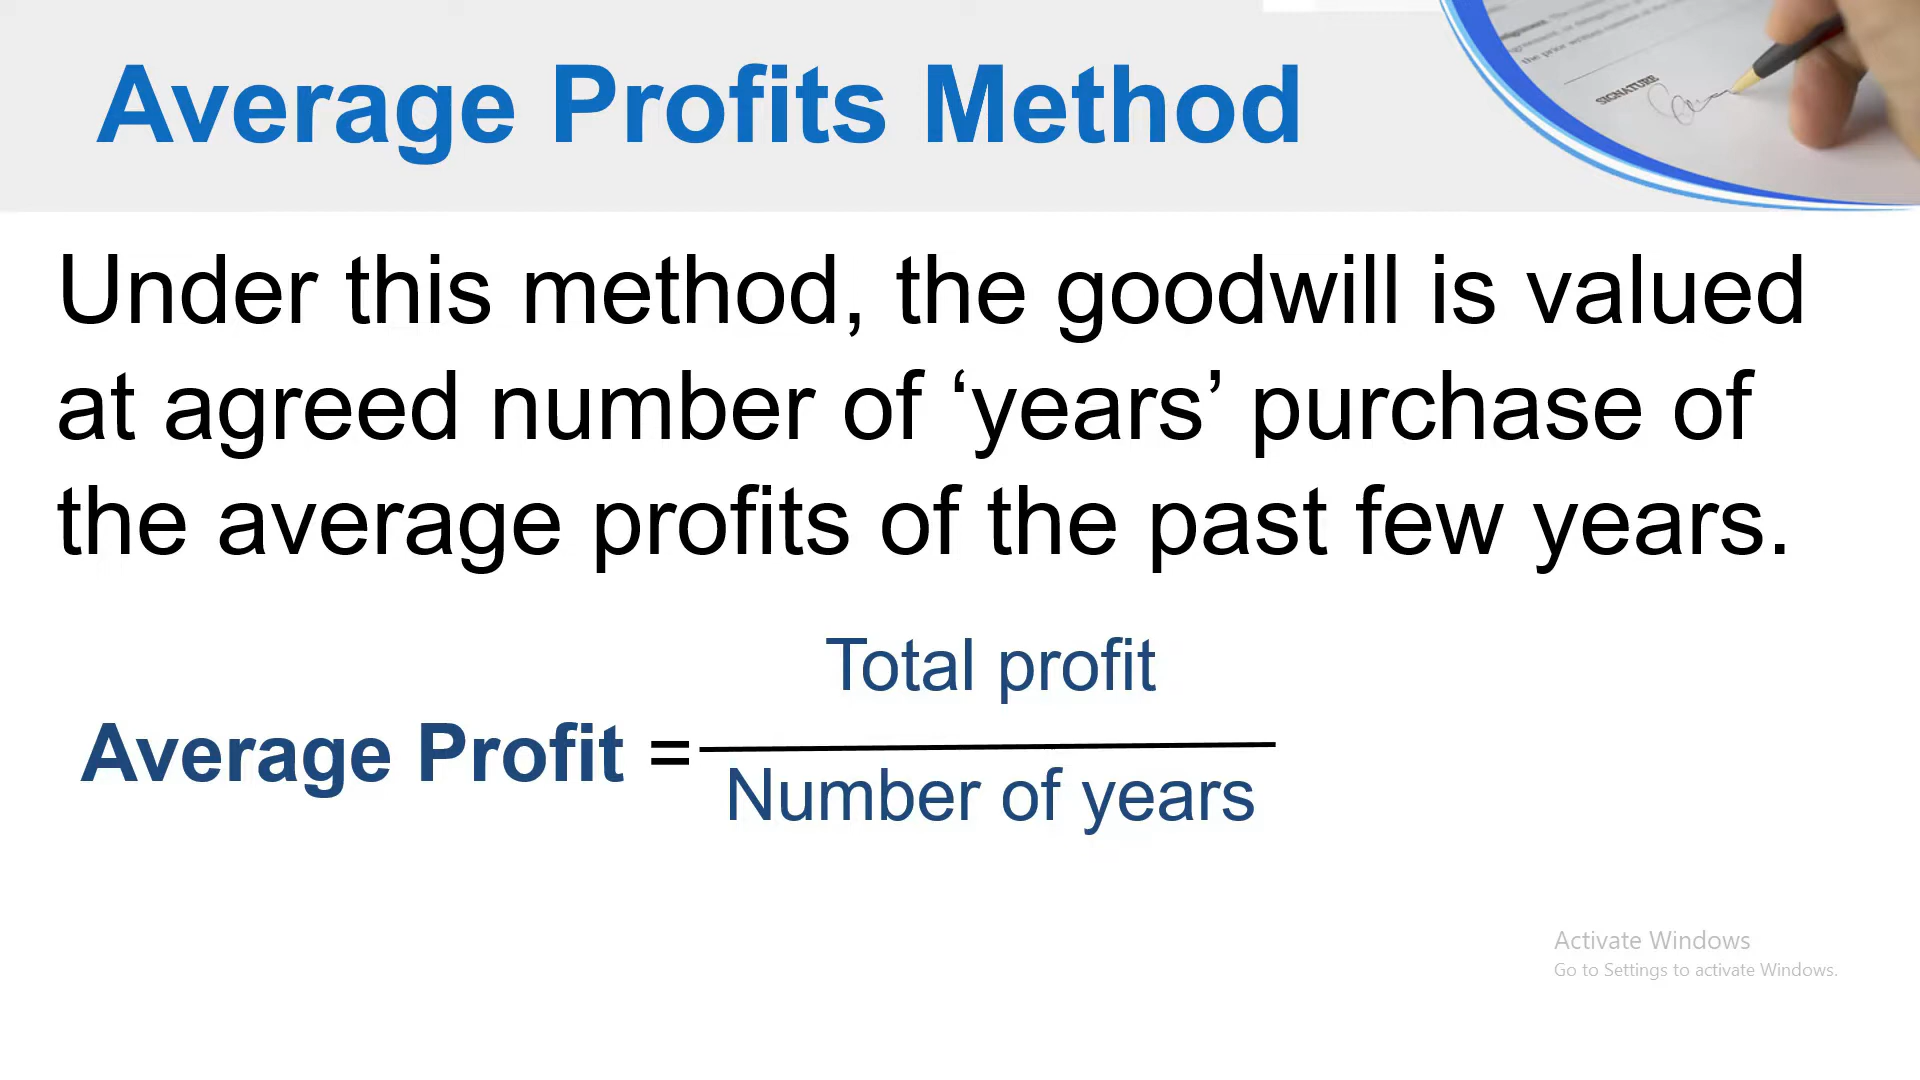 Average Profits Method
SIGNATURE
Under this method, the goodwill is valued
at agreed number of ‘years’ purchase of
the average profits of the past few years.
Total profit
Average Profit =
Number of years
Activate Windows
Go to Settings to activate Windows.